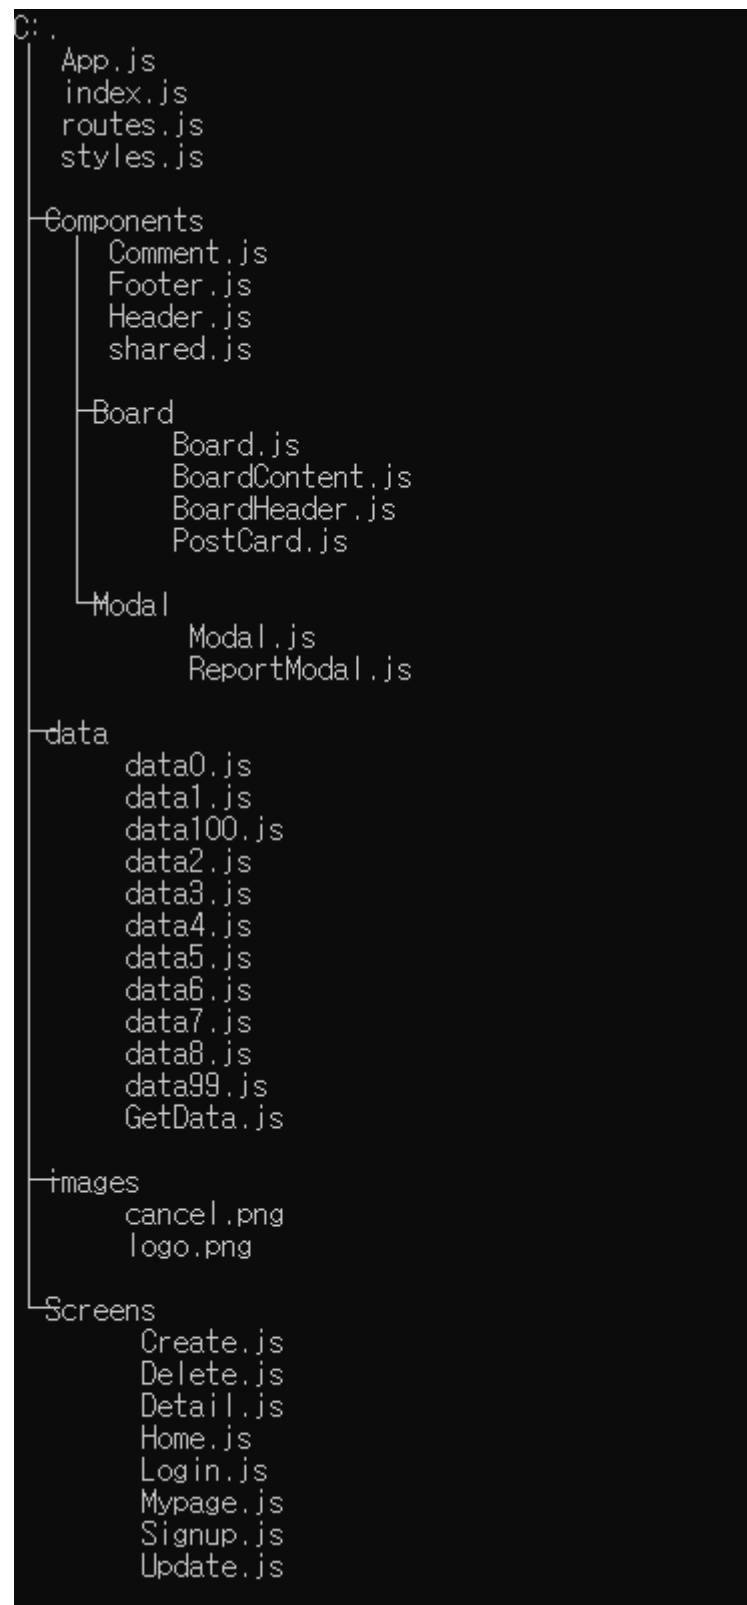 C:.
App.js
index.js
routes.js
styles.js
Components
Comment.js
Footer.js
Header.js
shared.js
Board
Board.js
BoardContent.js
BoardHeader.js
PostCard.js
Modal
Modal.js
ReportModal.js
data
data0.js
data1.js
data100.js
data2.js
data3.js
data4.js
data5.js
data6.js
data7.js
data8.js
data99.js
GetData.js
images
cancel.png
logo.png
Screens
Create.js
Delete.js
Detail.js
Home.js
Login.js
Mypage.js
Signup.js
Update.js